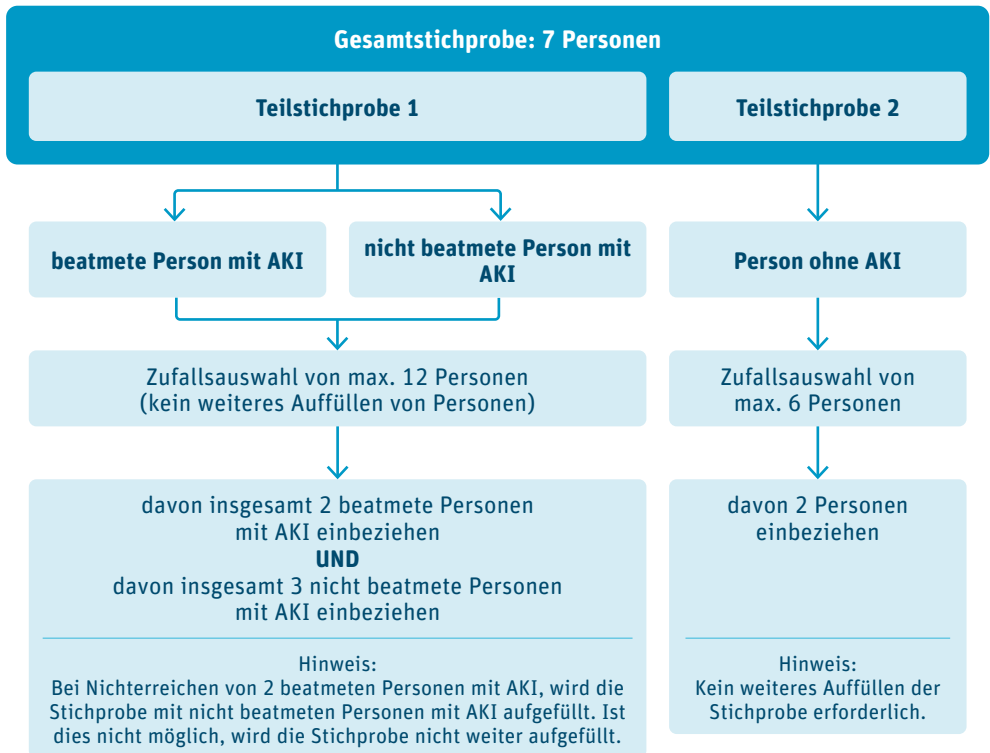 Gesamtstichprobe: 7 Personen
Teilstichprobe 1
Teilstichprobe 2
beatmete Person mit AKI
nicht beatmete Person mit
AKI
Person ohne AKI
Zufallsauswahl von max. 12 Personen
(kein weiteres Auffüllen von Personen)
Zufallsauswahl von
max. 6 Personen
davon insgesamt 2 beatmete Personen
mit AKI einbeziehen
UND
davon insgesamt 3 nicht beatmete Personen
mit AKI einbeziehen
Hinweis:
Bei Nichterreichen von 2 beatmeten Personen mit AKI, wird die
Stichprobe mit nicht beatmeten Personen mit AKI aufgefüllt. Ist
dies nicht möglich, wird die Stichprobe nicht weiter aufgefüllt.
davon 2 Personen
einbeziehen
Hinweis:
Kein weiteres Auffüllen der
Stichprobe erforderlich.